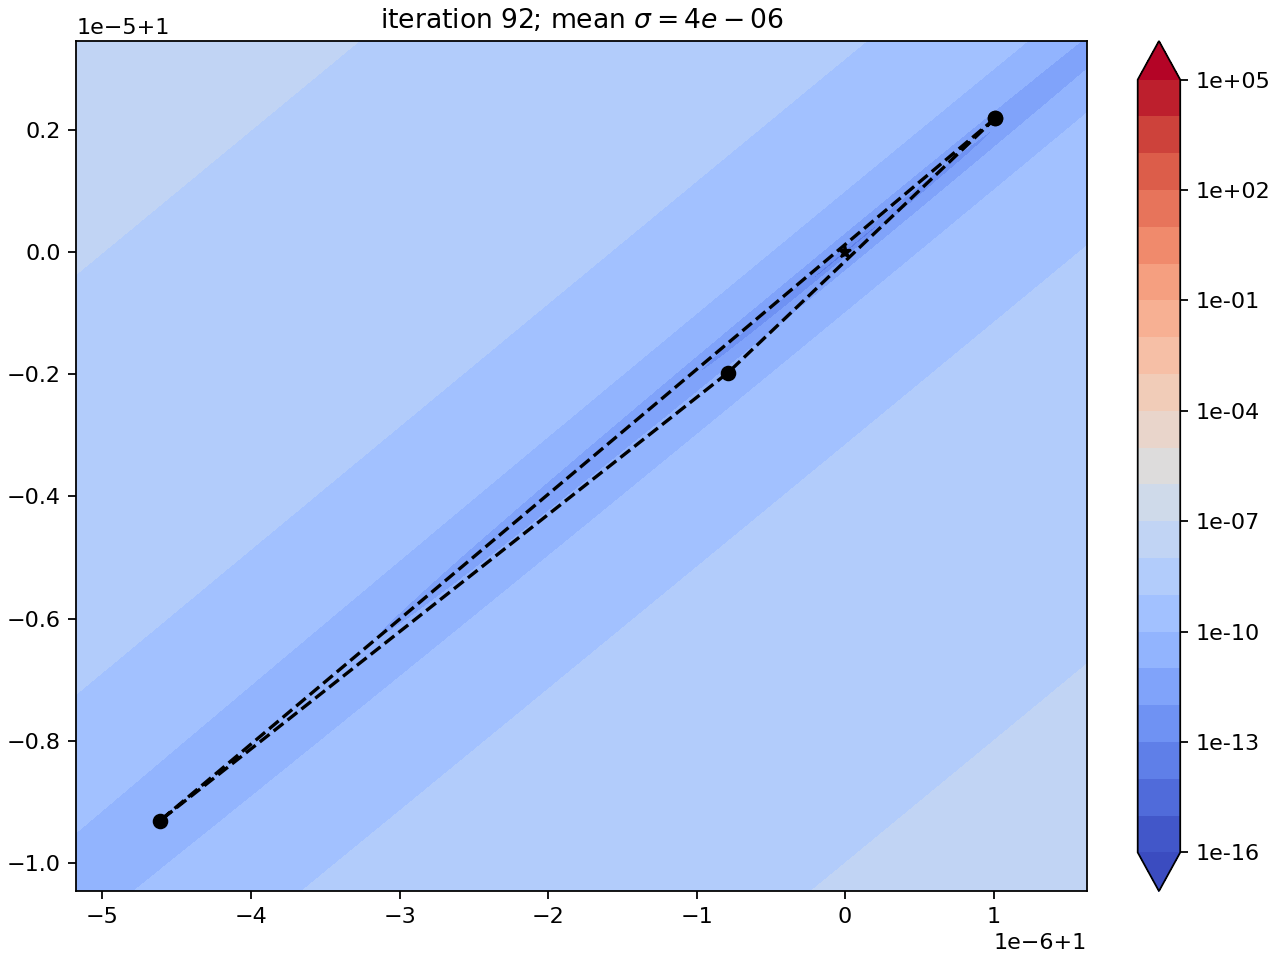 iteration 92; mean σ = 4e − 06
1e−5+1
0.2
0.0
−0.2
−0.4
−0.6
−0.8
−1.0
−5 −4 −3 −2 −1 0 1
1e−6+1
1e+05
1e+02
1e-01
1e-04
1e-07
1e-10
1e-13
1e-16